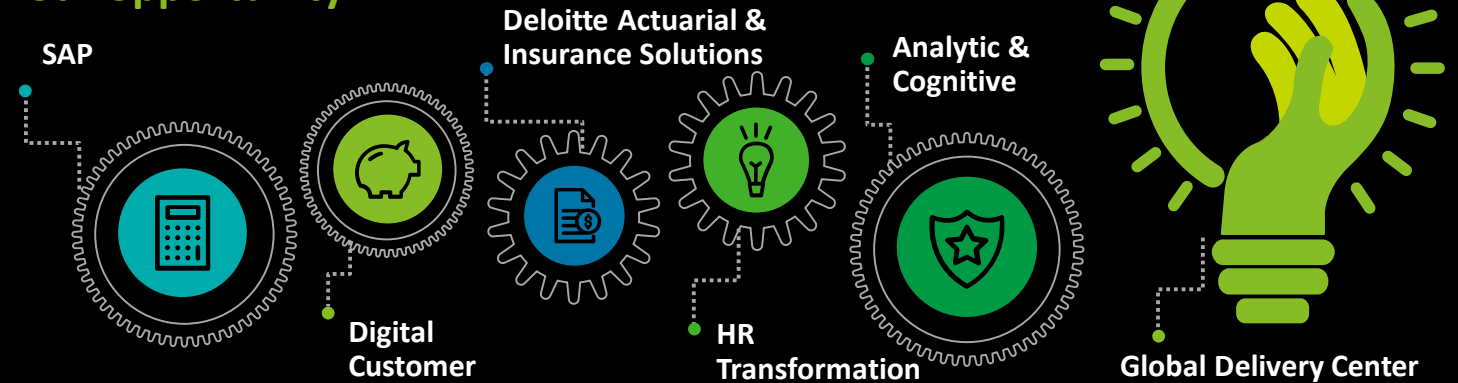 SAP
Deloitte Actuarial &
Insurance Solutions
Analytic &
Cognitive
Digital
Customer
HR
Transformation
Global Delivery Center